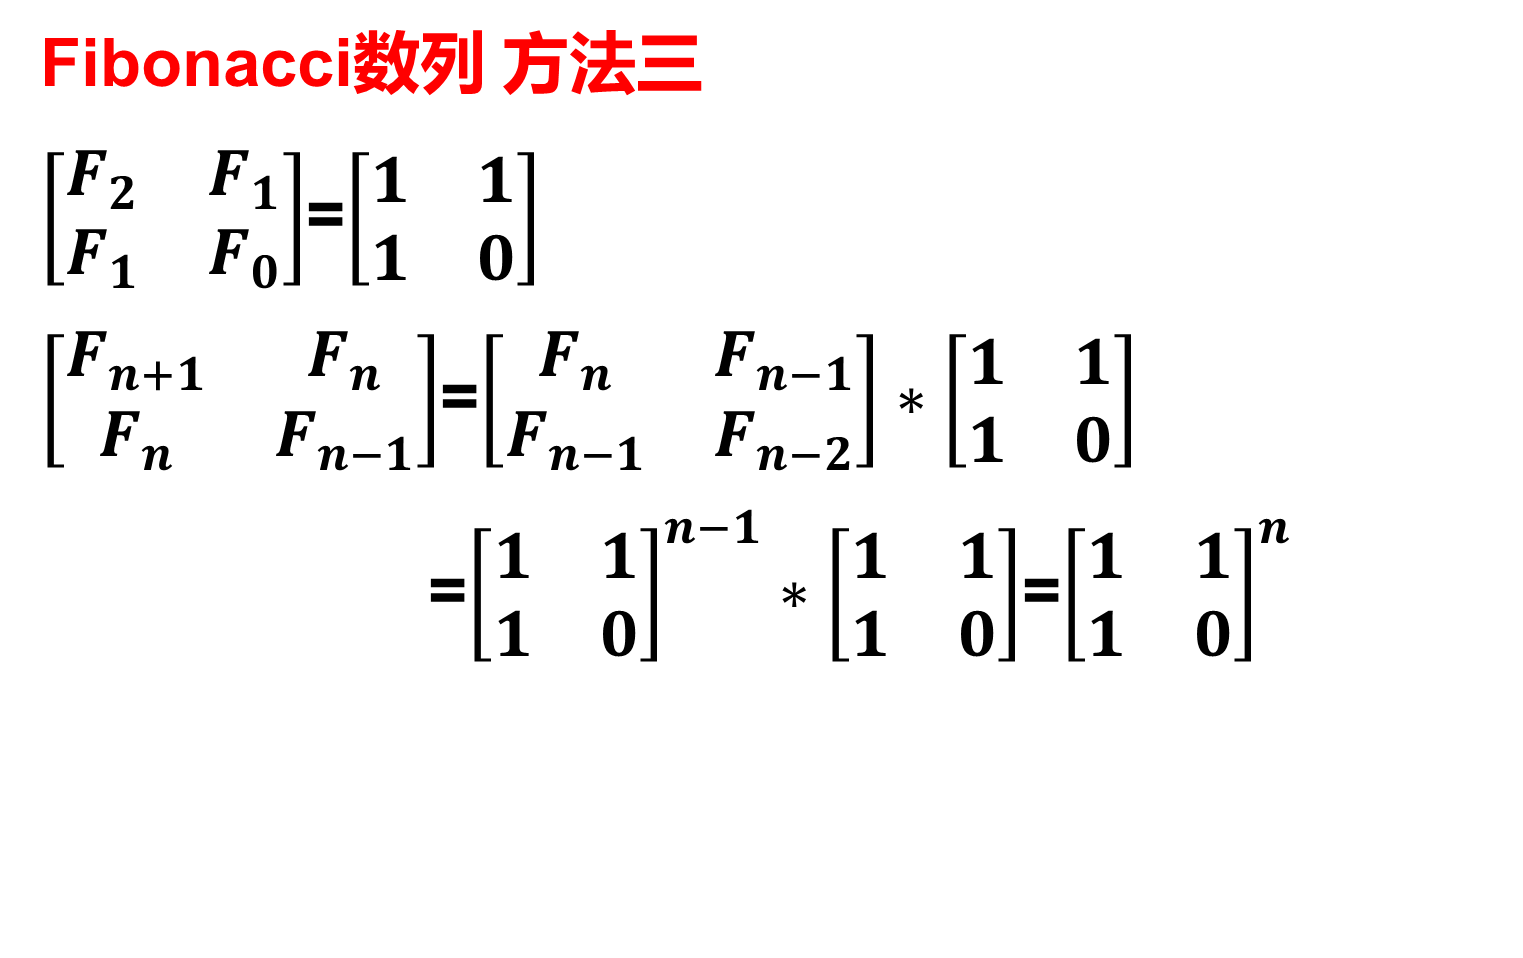 Fibonacci数列 方法三
[F₂ F₁; F₁ F₀]=[1 1; 1 0]
[Fₙ₊₁ Fₙ; Fₙ Fₙ₋₁]=[Fₙ Fₙ₋₁; Fₙ₋₁ Fₙ₋₂] * [1 1; 1 0]
=[1 1; 1 0]ⁿ⁻¹ * [1 1; 1 0]=[1 1; 1 0]ⁿ